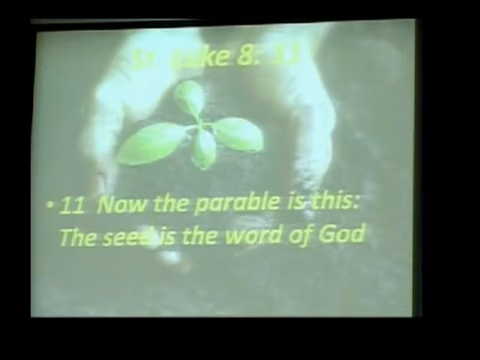 St. Luke 8: 11
• 11 Now the parable is this:
The seed is the word of God